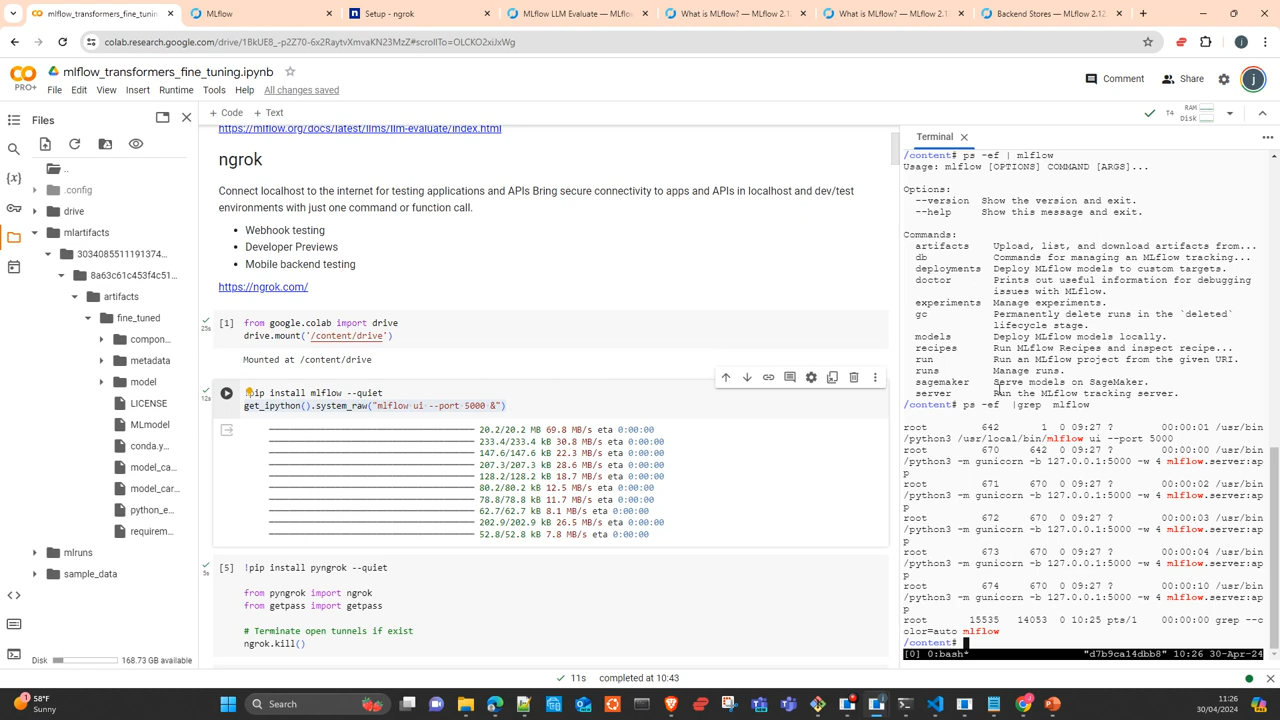 mlflow_transformers_fine_tuning
MLflow
Setup - ngrok
MLflow LLM Evaluate — MLflow
What is MLflow? — MLflow 2.1
What is MLflow? — MLflow 2.1
Backend Stores — MLflow 2.12
colab.research.google.com/drive/1BkUE8_-p2Z70-6x2RaytvXmvaKN23MzZ#scrollTo=OLCKO2xiJxWg
j
CO
PRO+
mlflow_transformers_fine_tuning.ipynb
File Edit View Insert Runtime Tools Help All changes saved
Comment
Share
j
Files
+ Code + Text
T4
RAM
Disk
..
.config
drive
mlartifacts
3034085511191374...
8a63c61c453f4c51...
artifacts
fine_tuned
compon...
metadata
model
LICENSE
MLmodel
conda.y...
model_ca...
model_car...
python_e...
requirem...
mlruns
sample_data
Disk
168.73 GB available
https://mlflow.org/docs/latest/llms/llm-evaluate/index.html
ngrok
Connect localhost to the internet for testing applications and APIs Bring secure connectivity to apps and APIs in localhost and dev/test
environments with just one command or function call.
Webhook testing
Developer Previews
Mobile backend testing
https://ngrok.com/
[1]
from google.colab import drive
drive.mount('/content/drive')
25s
Mounted at /content/drive
12s
!pip install mlflow --quiet
get_ipython().system_raw("mlflow ui --port 5000 &")
20.2/20.2 MB 69.8 MB/s eta 0:00:00
233.4/233.4 kB 30.8 MB/s eta 0:00:00
147.6/147.6 kB 22.3 MB/s eta 0:00:00
207.3/207.3 kB 28.6 MB/s eta 0:00:00
128.2/128.2 kB 18.7 MB/s eta 0:00:00
80.2/80.2 kB 12.5 MB/s eta 0:00:00
78.8/78.8 kB 11.7 MB/s eta 0:00:00
62.7/62.7 kB 8.1 MB/s eta 0:00:00
202.9/202.9 kB 26.5 MB/s eta 0:00:00
52.8/52.8 kB 7.8 MB/s eta 0:00:00
[5]
5s
!pip install pyngrok --quiet
from pyngrok import ngrok
from getpass import getpass
# Terminate open tunnels if exist
ngrok.kill()
Terminal
/content# ps -ef | mlflow
Usage: mlflow [OPTIONS] COMMAND [ARGS]...
Options:
--version Show the version and exit.
--help Show this message and exit.
Commands:
artifacts Upload, list, and download artifacts from...
db Commands for managing an MLflow tracking...
deployments Deploy MLflow models to custom targets.
doctor Prints out useful information for debugging
issues with MLflow.
experiments Manage experiments.
gc Permanently delete runs in the `deleted`
lifecycle stage.
models Deploy MLflow models locally.
recipes Run MLflow Recipes and inspect recipe...
run Run an MLflow project from the given URI.
runs Manage runs.
sagemaker Serve models on SageMaker.
server Run the MLflow tracking server.
/content# ps -ef |grep mlflow
root 642 1 0 09:27 ? 00:00:01 /usr/bin
/python3 /usr/local/bin/mlflow ui --port 5000
root 670 642 0 09:27 ? 00:00:00 /usr/bin
/python3 -m gunicorn -b 127.0.0.1:5000 -w 4 mlflow.server:ap
p
root 671 670 0 09:27 ? 00:00:02 /usr/bin
/python3 -m gunicorn -b 127.0.0.1:5000 -w 4 mlflow.server:ap
p
root 672 670 0 09:27 ? 00:00:03 /usr/bin
/python3 -m gunicorn -b 127.0.0.1:5000 -w 4 mlflow.server:ap
p
root 673 670 0 09:27 ? 00:00:04 /usr/bin
/python3 -m gunicorn -b 127.0.0.1:5000 -w 4 mlflow.server:ap
p
root 674 670 0 09:27 ? 00:00:10 /usr/bin
/python3 -m gunicorn -b 127.0.0.1:5000 -w 4 mlflow.server:ap
p
root 15535 14053 0 10:25 pts/1 00:00:00 grep --c
olor=auto mlflow
/content#
[0] 0:bash* "d7b9ca14dbb8" 10:26 30-Apr-24
11s completed at 10:43
1
58°F
Sunny
Search
11:26
30/04/2024